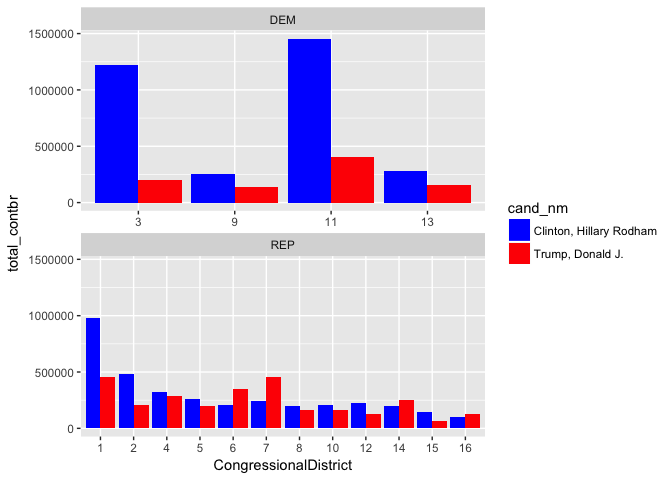 DEM
1500000
1000000
500000
0
3 9 11 13
REP
1500000
1000000
500000
0
1 2 4 5 6 7 8 10 12 14 15 16
CongressionalDistrict
total_contbr
cand_nm
Clinton, Hillary Rodham
Trump, Donald J.